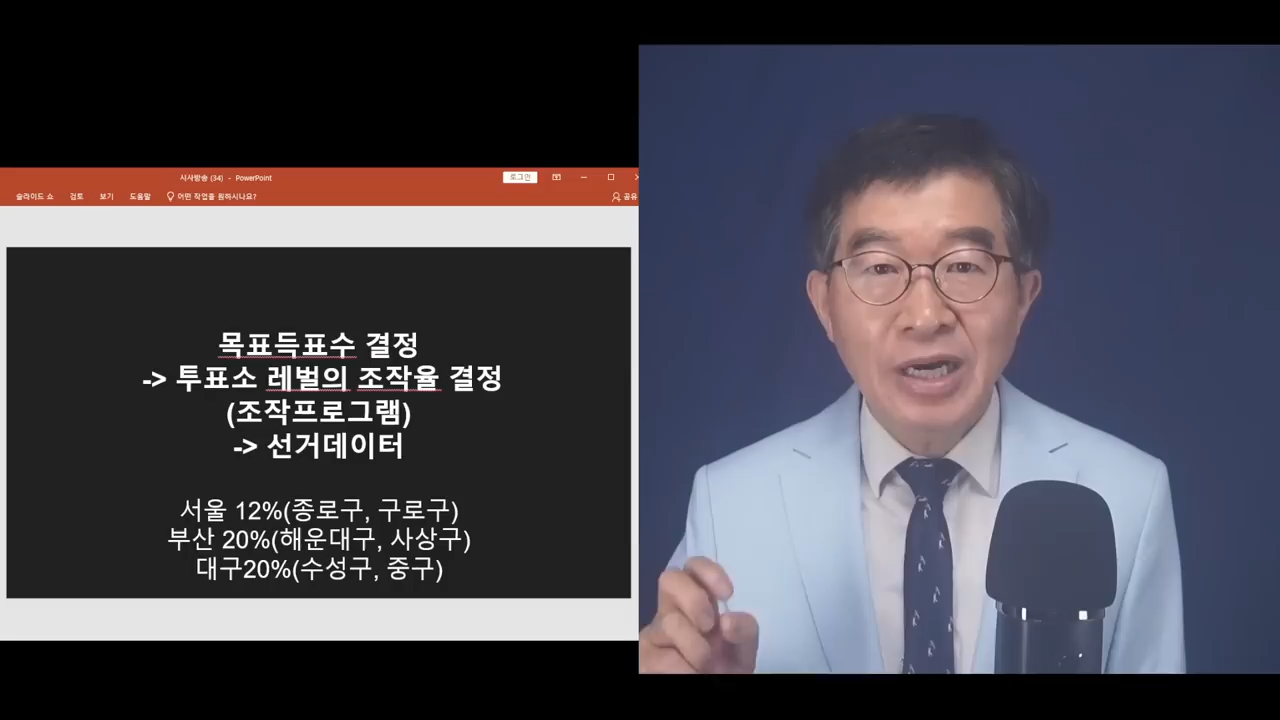 시사방송 (34) - PowerPoint
로그인
슬라이드 쇼 검토 보기 도움말 어떤 작업을 원하시나요? 공유
목표득표수 결정
-> 투표소 레벌의 조작율 결정
(조작프로그램)
-> 선거데이터
서울 12%(종로구, 구로구)
부산 20%(해운대구, 사상구)
대구20%(수성구, 중구)